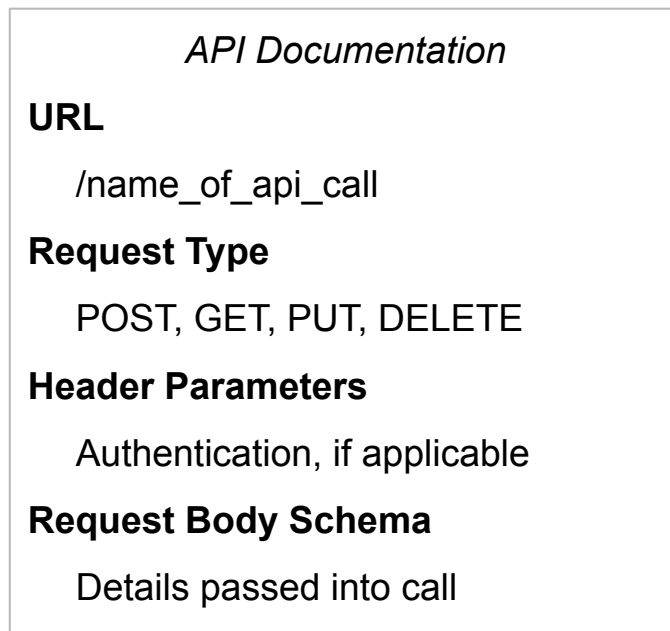 API Documentation
URL
/name_of_api_call
Request Type
POST, GET, PUT, DELETE
Header Parameters
Authentication, if applicable
Request Body Schema
Details passed into call